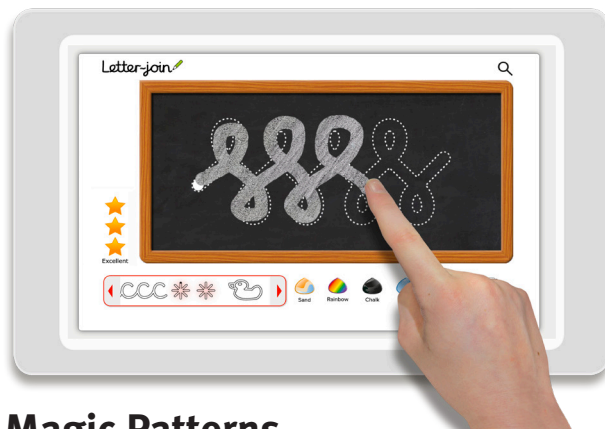 Letter-join
Excellent
Sand
Rainbow
Chalk
Magic Patterns